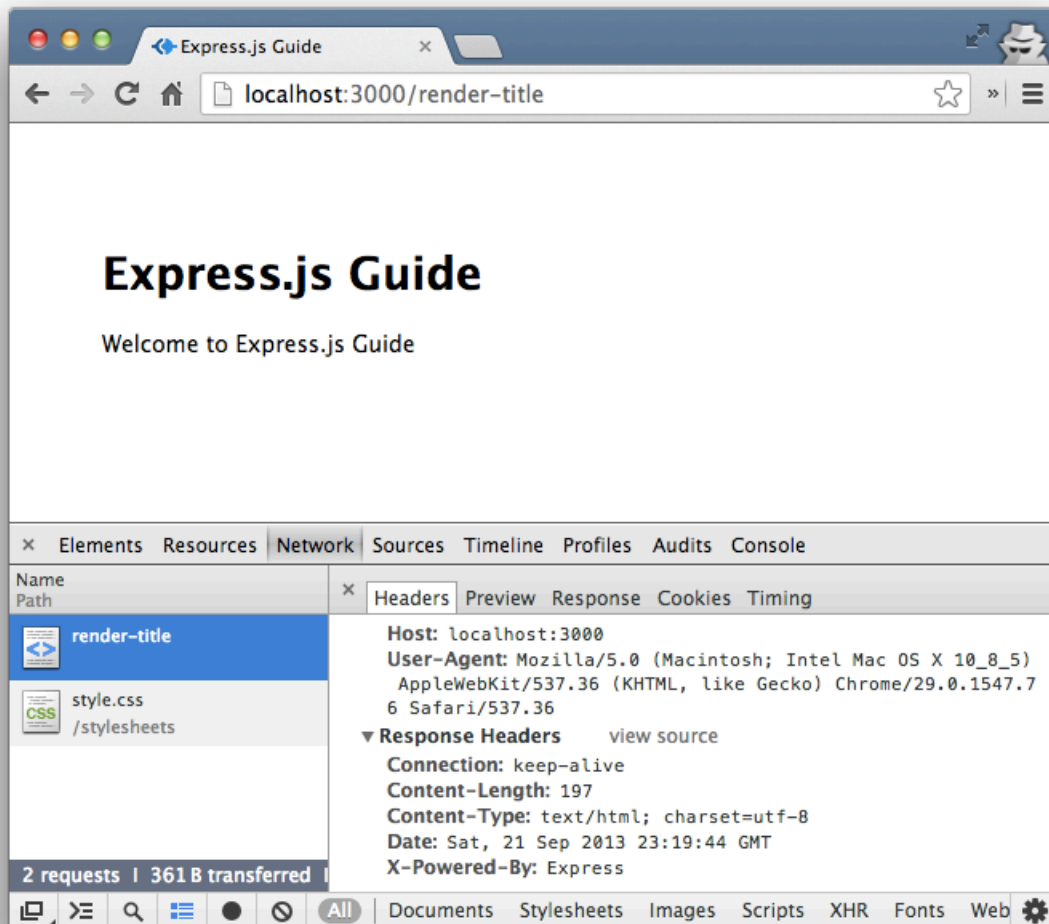 Express.js Guide
localhost:3000/render-title
»
Express.js Guide
Welcome to Express.js Guide
× Elements Resources Network Sources Timeline Profiles Audits Console
Name
Path
× Headers Preview Response Cookies Timing
render-title
style.css
/stylesheets
Host: localhost:3000
User-Agent: Mozilla/5.0 (Macintosh; Intel Mac OS X 10_8_5)
AppleWebKit/537.36 (KHTML, like Gecko) Chrome/29.0.1547.7
6 Safari/537.36
▼ Response Headers view source
Connection: keep-alive
Content-Length: 197
Content-Type: text/html; charset=utf-8
Date: Sat, 21 Sep 2013 23:19:44 GMT
X-Powered-By: Express
2 requests | 361 B transferred |
All Documents Stylesheets Images Scripts XHR Fonts Web